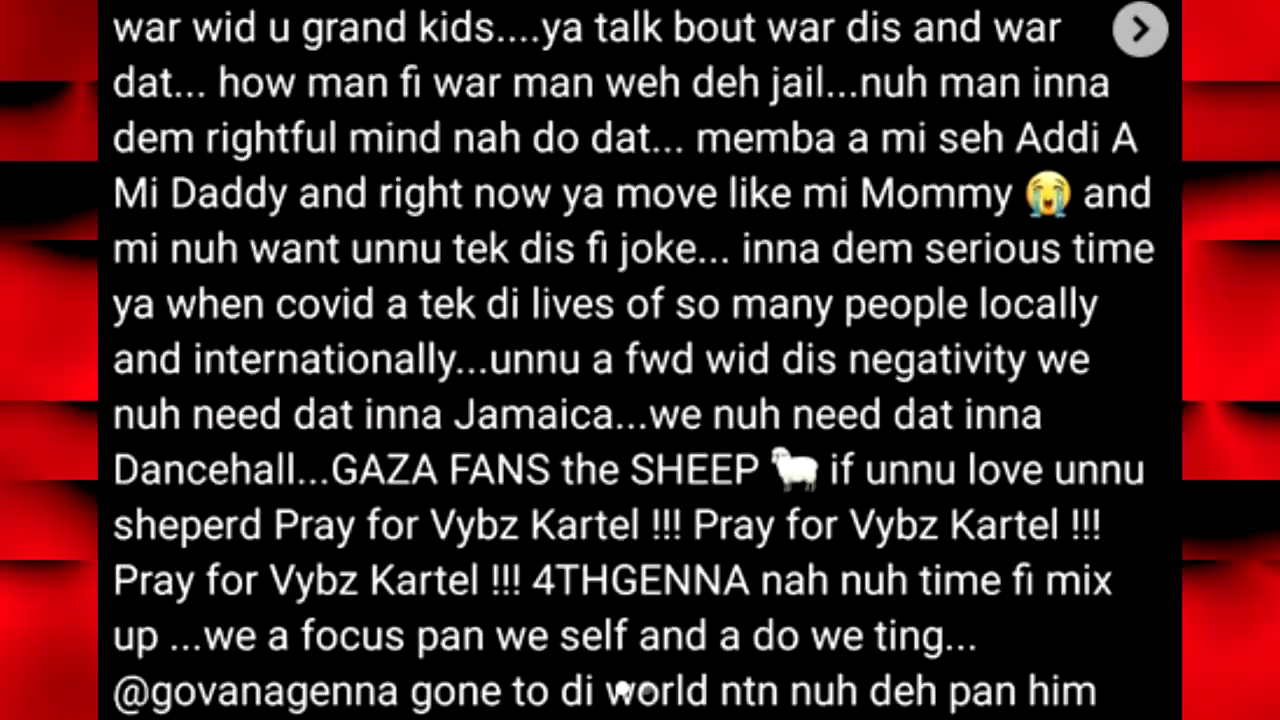 war wid u grand kids....ya talk bout war dis and war
dat... how man fi war man weh deh jail...nuh man inna
dem rightful mind nah do dat... memba a mi seh Addi A
Mi Daddy and right now ya move like mi Mommy 😭 and
mi nuh want unnu tek dis fi joke... inna dem serious time
ya when covid a tek di lives of so many people locally
and internationally...unnu a fwd wid dis negativity we
nuh need dat inna Jamaica...we nuh need dat inna
Dancehall...GAZA FANS the SHEEP 🐑 if unnu love unnu
sheperd Pray for Vybz Kartel !!! Pray for Vybz Kartel !!!
Pray for Vybz Kartel !!! 4THGENNA nah nuh time fi mix
up ...we a focus pan we self and a do we ting...
@govanagenna gone to di world ntn nuh deh pan him